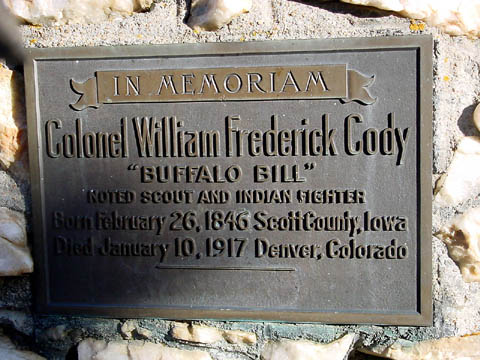 IN MEMORIAM
Colonel William Frederick Cody
"BUFFALO BILL"
NOTED SCOUT AND INDIAN FIGHTER
Born February 26, 1846 Scott County, Iowa
Died January 10, 1917 Denver, Colorado